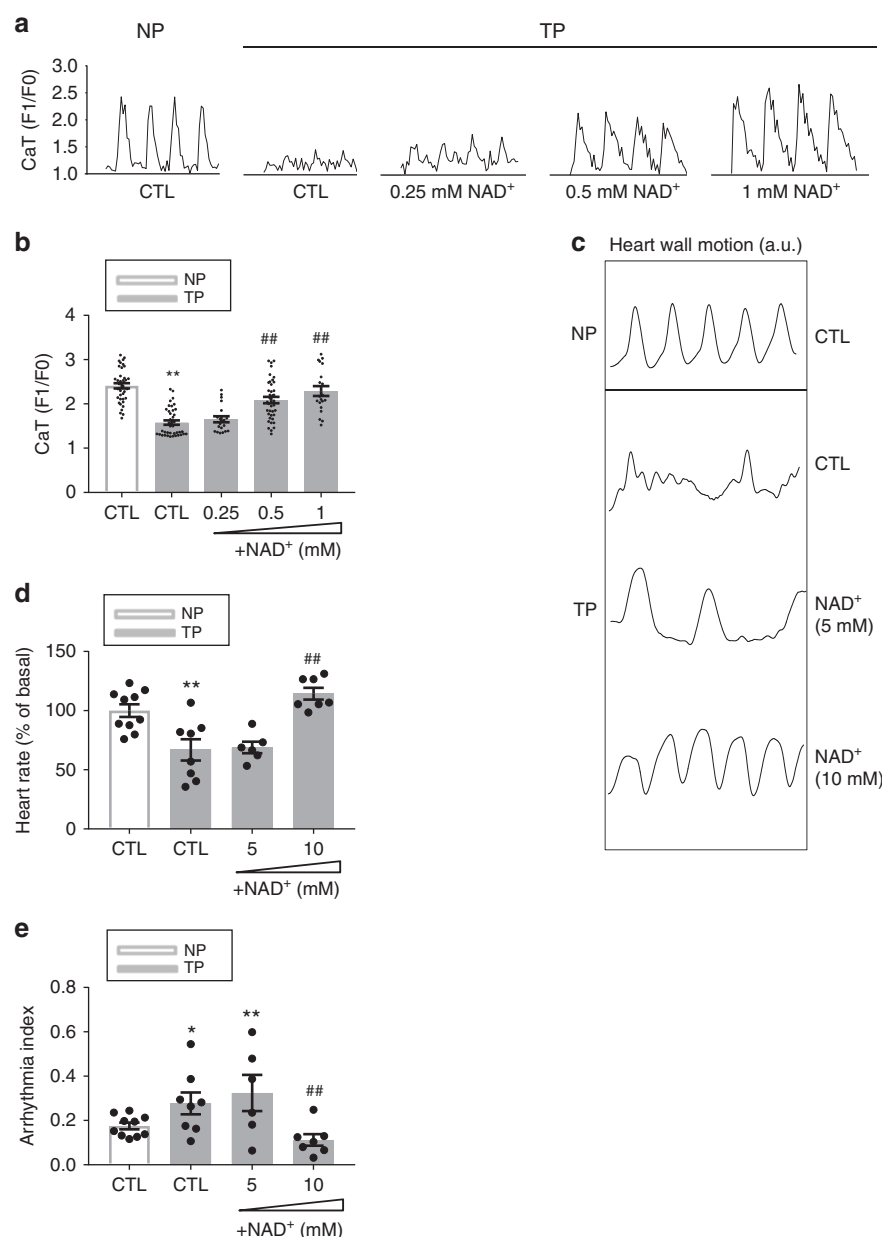 a
NP TP
CaT (F1/F0)
3.0
2.5
2.0
1.5
1.0
CTL CTL 0.25 mM NAD⁺ 0.5 mM NAD⁺ 1 mM NAD⁺
b
NP
TP
CaT (F1/F0)
4
3
2
1
0
**
##
##
CTL CTL 0.25 0.5 1
+NAD⁺ (mM)
c Heart wall motion (a.u.)
NP CTL
CTL
TP NAD⁺
(5 mM)
NAD⁺
(10 mM)
d
NP
TP
Heart rate (% of basal)
150
100
50
0
**
##
CTL CTL 5 10
+NAD⁺ (mM)
e
NP
TP
Arrhythmia index
0.8
0.6
0.4
0.2
0.0
*
**
##
CTL CTL 5 10
+NAD⁺ (mM)